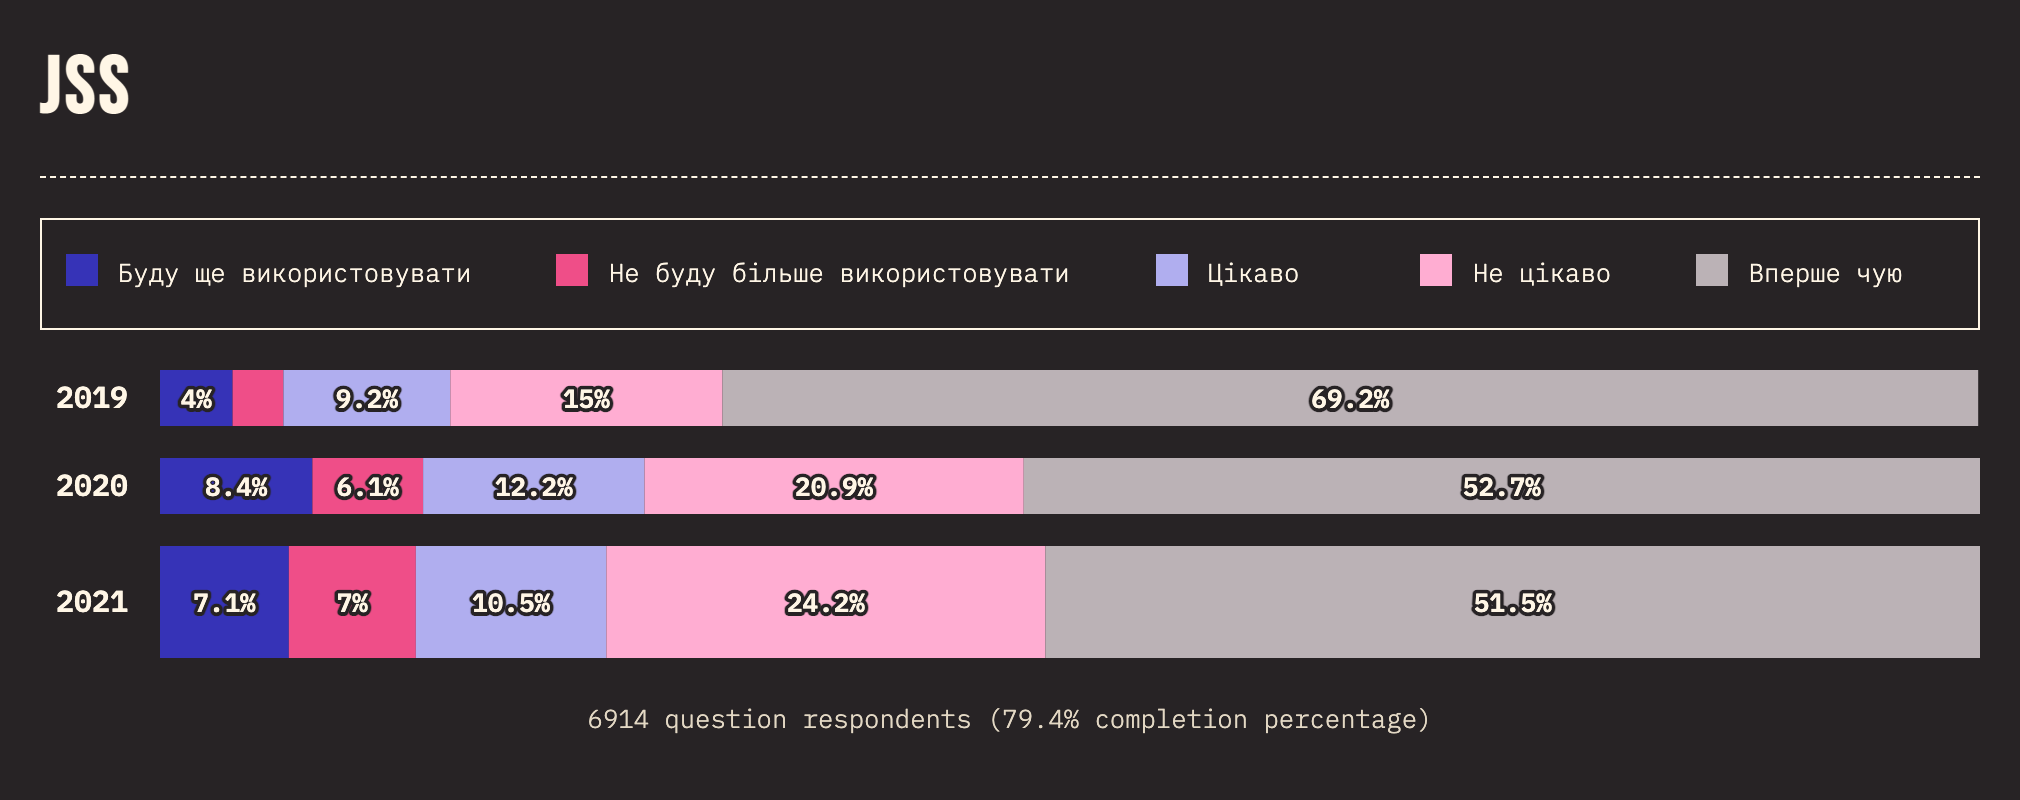 JSS
Буду ще використовувати Не буду більше використовувати Цікаво Не цікаво Вперше чую
2019 4% 9.2% 15% 69.2%
2020 8.4% 6.1% 12.2% 20.9% 52.7%
2021 7.1% 7% 10.5% 24.2% 51.5%
6914 question respondents (79.4% completion percentage)